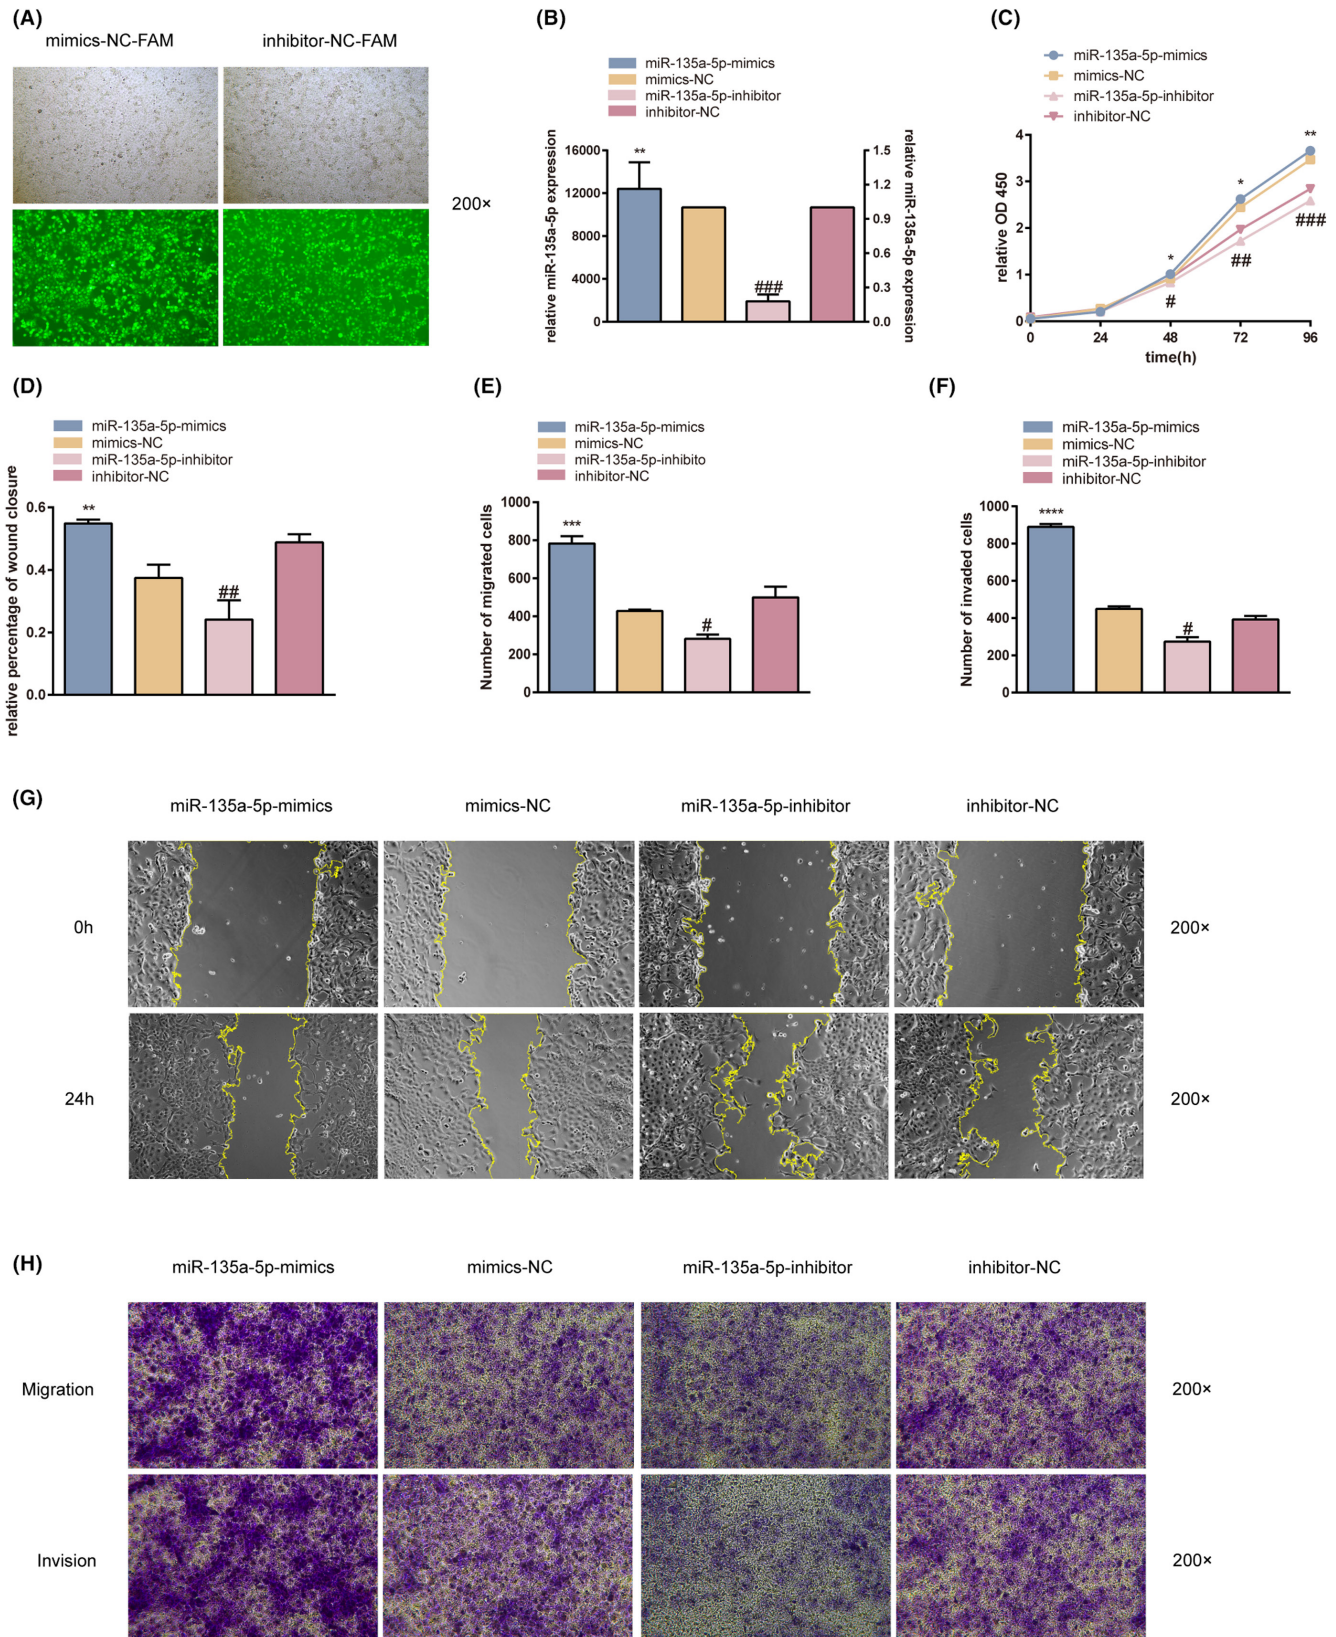 (A)
mimics-NC-FAM
inhibitor-NC-FAM
200×
(B)
miR-135a-5p-mimics
mimics-NC
miR-135a-5p-inhibitor
inhibitor-NC
relative miR-135a-5p expression
16000
12000
8000
4000
0
**
###
1.5
1.2
0.9
0.6
0.3
0.0
relative miR-135a-5p expression
(C)
miR-135a-5p-mimics
mimics-NC
miR-135a-5p-inhibitor
inhibitor-NC
relative OD 450
4
3
2
1
0
*
#
*
##
**
###
0 24 48 72 96
time(h)
(D)
miR-135a-5p-mimics
mimics-NC
miR-135a-5p-inhibitor
inhibitor-NC
relative percentage of wound closure
0.6
0.4
0.2
0.0
**
##
(E)
miR-135a-5p-mimics
mimics-NC
miR-135a-5p-inhibito
inhibitor-NC
Number of migrated cells
1000
800
600
400
200
0
***
#
(F)
miR-135a-5p-mimics
mimics-NC
miR-135a-5p-inhibitor
inhibitor-NC
Number of invaded cells
1000
800
600
400
200
0
****
#
(G)
miR-135a-5p-mimics
mimics-NC
miR-135a-5p-inhibitor
inhibitor-NC
0h
200×
24h
200×
(H)
miR-135a-5p-mimics
mimics-NC
miR-135a-5p-inhibitor
inhibitor-NC
Migration
200×
Invision
200×